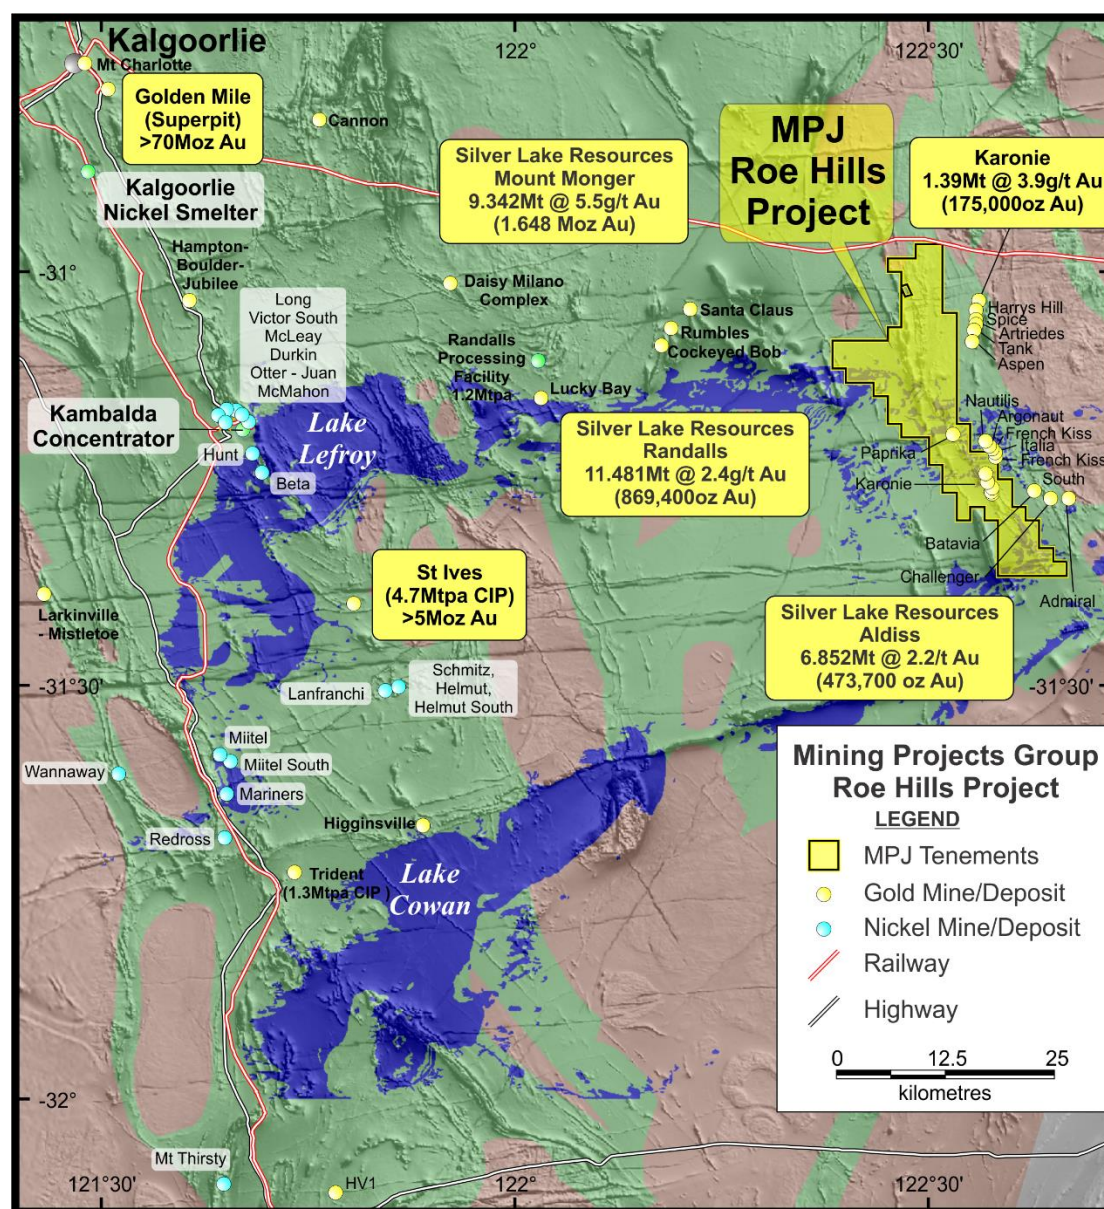 Kalgoorlie
122°
122°30'
Mt Charlotte
Golden Mile
(Superpit)
>70Moz Au
Cannon
MPJ
Roe Hills
Project
Silver Lake Resources
Mount Monger
9.342Mt @ 5.5g/t Au
(1.648 Moz Au)
Karonie
1.39Mt @ 3.9g/t Au
(175,000oz Au)
Kalgoorlie
Nickel Smelter
Hampton-
Boulder-
Jubilee
-31°
Daisy Milano
Complex
Long
Victor South
McLeay
Durkin
Otter - Juan
McMahon
Santa Claus
Rumbles
Cockeyed Bob
Harrys Hill
Spice
Artriedes
Tank
Aspen
Randalls
Processing
Facility
1.2Mtpa
Lucky Bay
Kambalda
Concentrator
Lake
Lefroy
Hunt
Beta
Silver Lake Resources
Randalls
11.481Mt @ 2.4g/t Au
(869,400oz Au)
Nautilis
Argonaut
French Kiss
Italia
French Kiss
South
Paprika
Karonie
Batavia
Challenger
Admiral
St Ives
(4.7Mtpa CIP)
>5Moz Au
Larkinville
- Mistletoe
Silver Lake Resources
Aldiss
6.852Mt @ 2.2/t Au
(473,700 oz Au)
-31°30'
-31°30'
Lanfranchi
Schmitz,
Helmut,
Helmut South
Miitel
Miitel South
Wannaway
Mariners
Redross
Higginsville
Trident
(1.3Mtpa CIP )
Lake
Cowan
Mining Projects Group
Roe Hills Project
LEGEND
MPJ Tenements
Gold Mine/Deposit
Nickel Mine/Deposit
Railway
Highway
0 12.5 25
kilometres
-32°
Mt Thirsty
HV1
121°30'
122°
122°30'